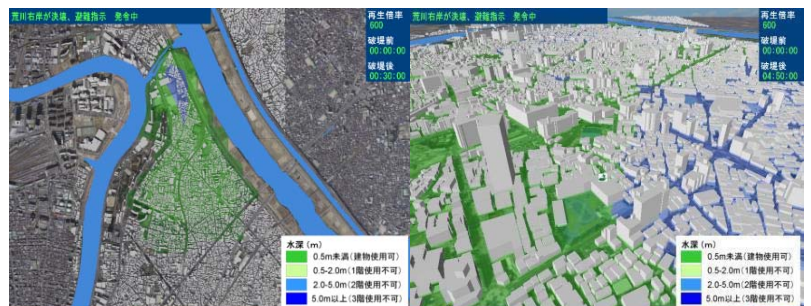 荒川右岸が決壊、避難指示　発令中
再生倍率
600
破堤前
00:00:00
破堤後
00:30:00
水深（m）
0.5m未満(建物使用可)
0.5-2.0m(1階使用不可)
2.0-5.0m(2階使用不可)
5.0m以上(3階使用不可)
荒川右岸が決壊、避難指示　発令中
再生倍率
600
破堤前
00:00:00
破堤後
04:50:00
水深（m）
0.5m未満(建物使用可)
0.5-2.0m(1階使用不可)
2.0-5.0m(2階使用不可)
5.0m以上(3階使用不可)